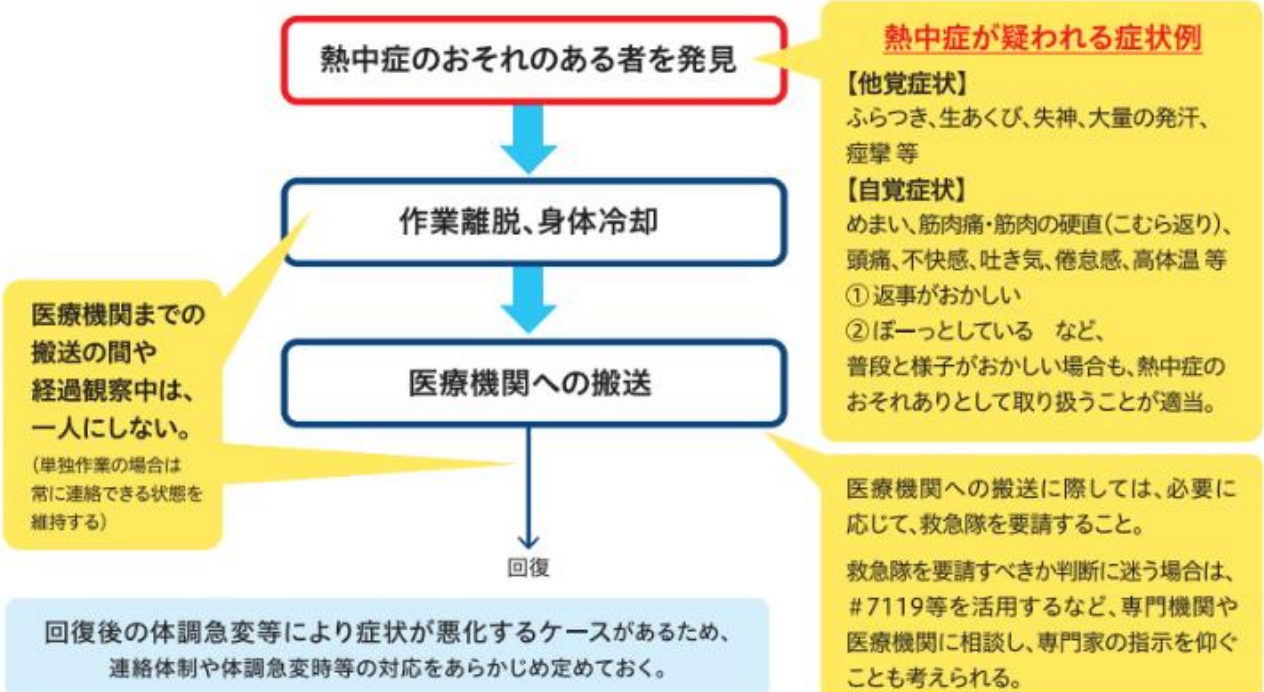 熱中症のおそれのある者を発見
作業離脱、身体冷却
医療機関への搬送
回復
医療機関までの
搬送の間や
経過観察中は、
一人にしない。
(単独作業の場合は
常に連絡できる状態を
維持する)
熱中症が疑われる症状例
【他覚症状】
ふらつき、生あくび、失神、大量の発汗、
痙攣 等
【自覚症状】
めまい、筋肉痛・筋肉の硬直(こむら返り)、
頭痛、不快感、吐き気、倦怠感、高体温 等
①返事がおかしい
②ぼーっとしている　など、
普段と様子がおかしい場合も、熱中症の
おそれありとして取り扱うことが適当。
医療機関への搬送に際しては、必要に
応じて、救急隊を要請すること。
救急隊を要請すべきか判断に迷う場合は、
#7119等を活用するなど、専門機関や
医療機関に相談し、専門家の指示を仰ぐ
ことも考えられる。
回復後の体調急変等により症状が悪化するケースがあるため、
連絡体制や体調急変時等の対応をあらかじめ定めておく。